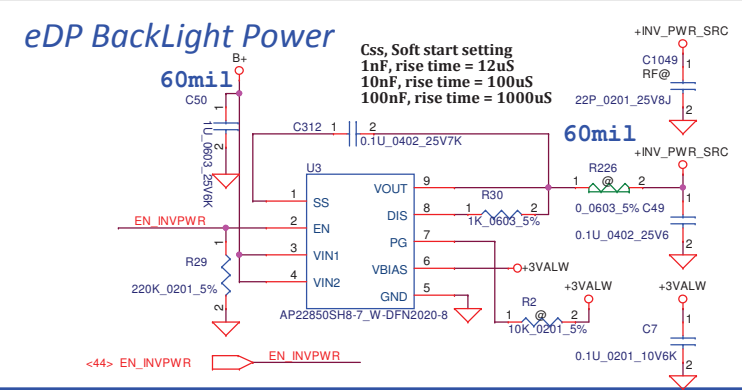 eDP BackLight Power
Css, Soft start setting
1nF, rise time = 12uS
10nF, rise time = 100uS
100nF, rise time = 1000uS
+INV_PWR_SRC
C1049
RF@
1
22P_0201_25V8J
2
B+
60mil
C50
1
1U_0603_25V6K
2
C312 1 2
0.1U_0402_25V7K
60mil
+INV_PWR_SRC
U3
1 SS
2 EN
3 VIN1
4 VIN2
VOUT 9
DIS 8
PG 7
VBIAS 6
GND 5
AP22850SH8-7_W-DFN2020-8
R30
1 2
1K_0603_5%
R226
1 @ 2
0_0603_5%
C49
1
0.1U_0402_25V6
2
EN_INVPWR
R29
1
220K_0201_5%
2
+3VALW
R2
1 @ 2
10K_0201_5%
+3VALW
+3VALW
1
C7
0.1U_0201_10V6K
2
<44> EN_INVPWR
EN_INVPWR